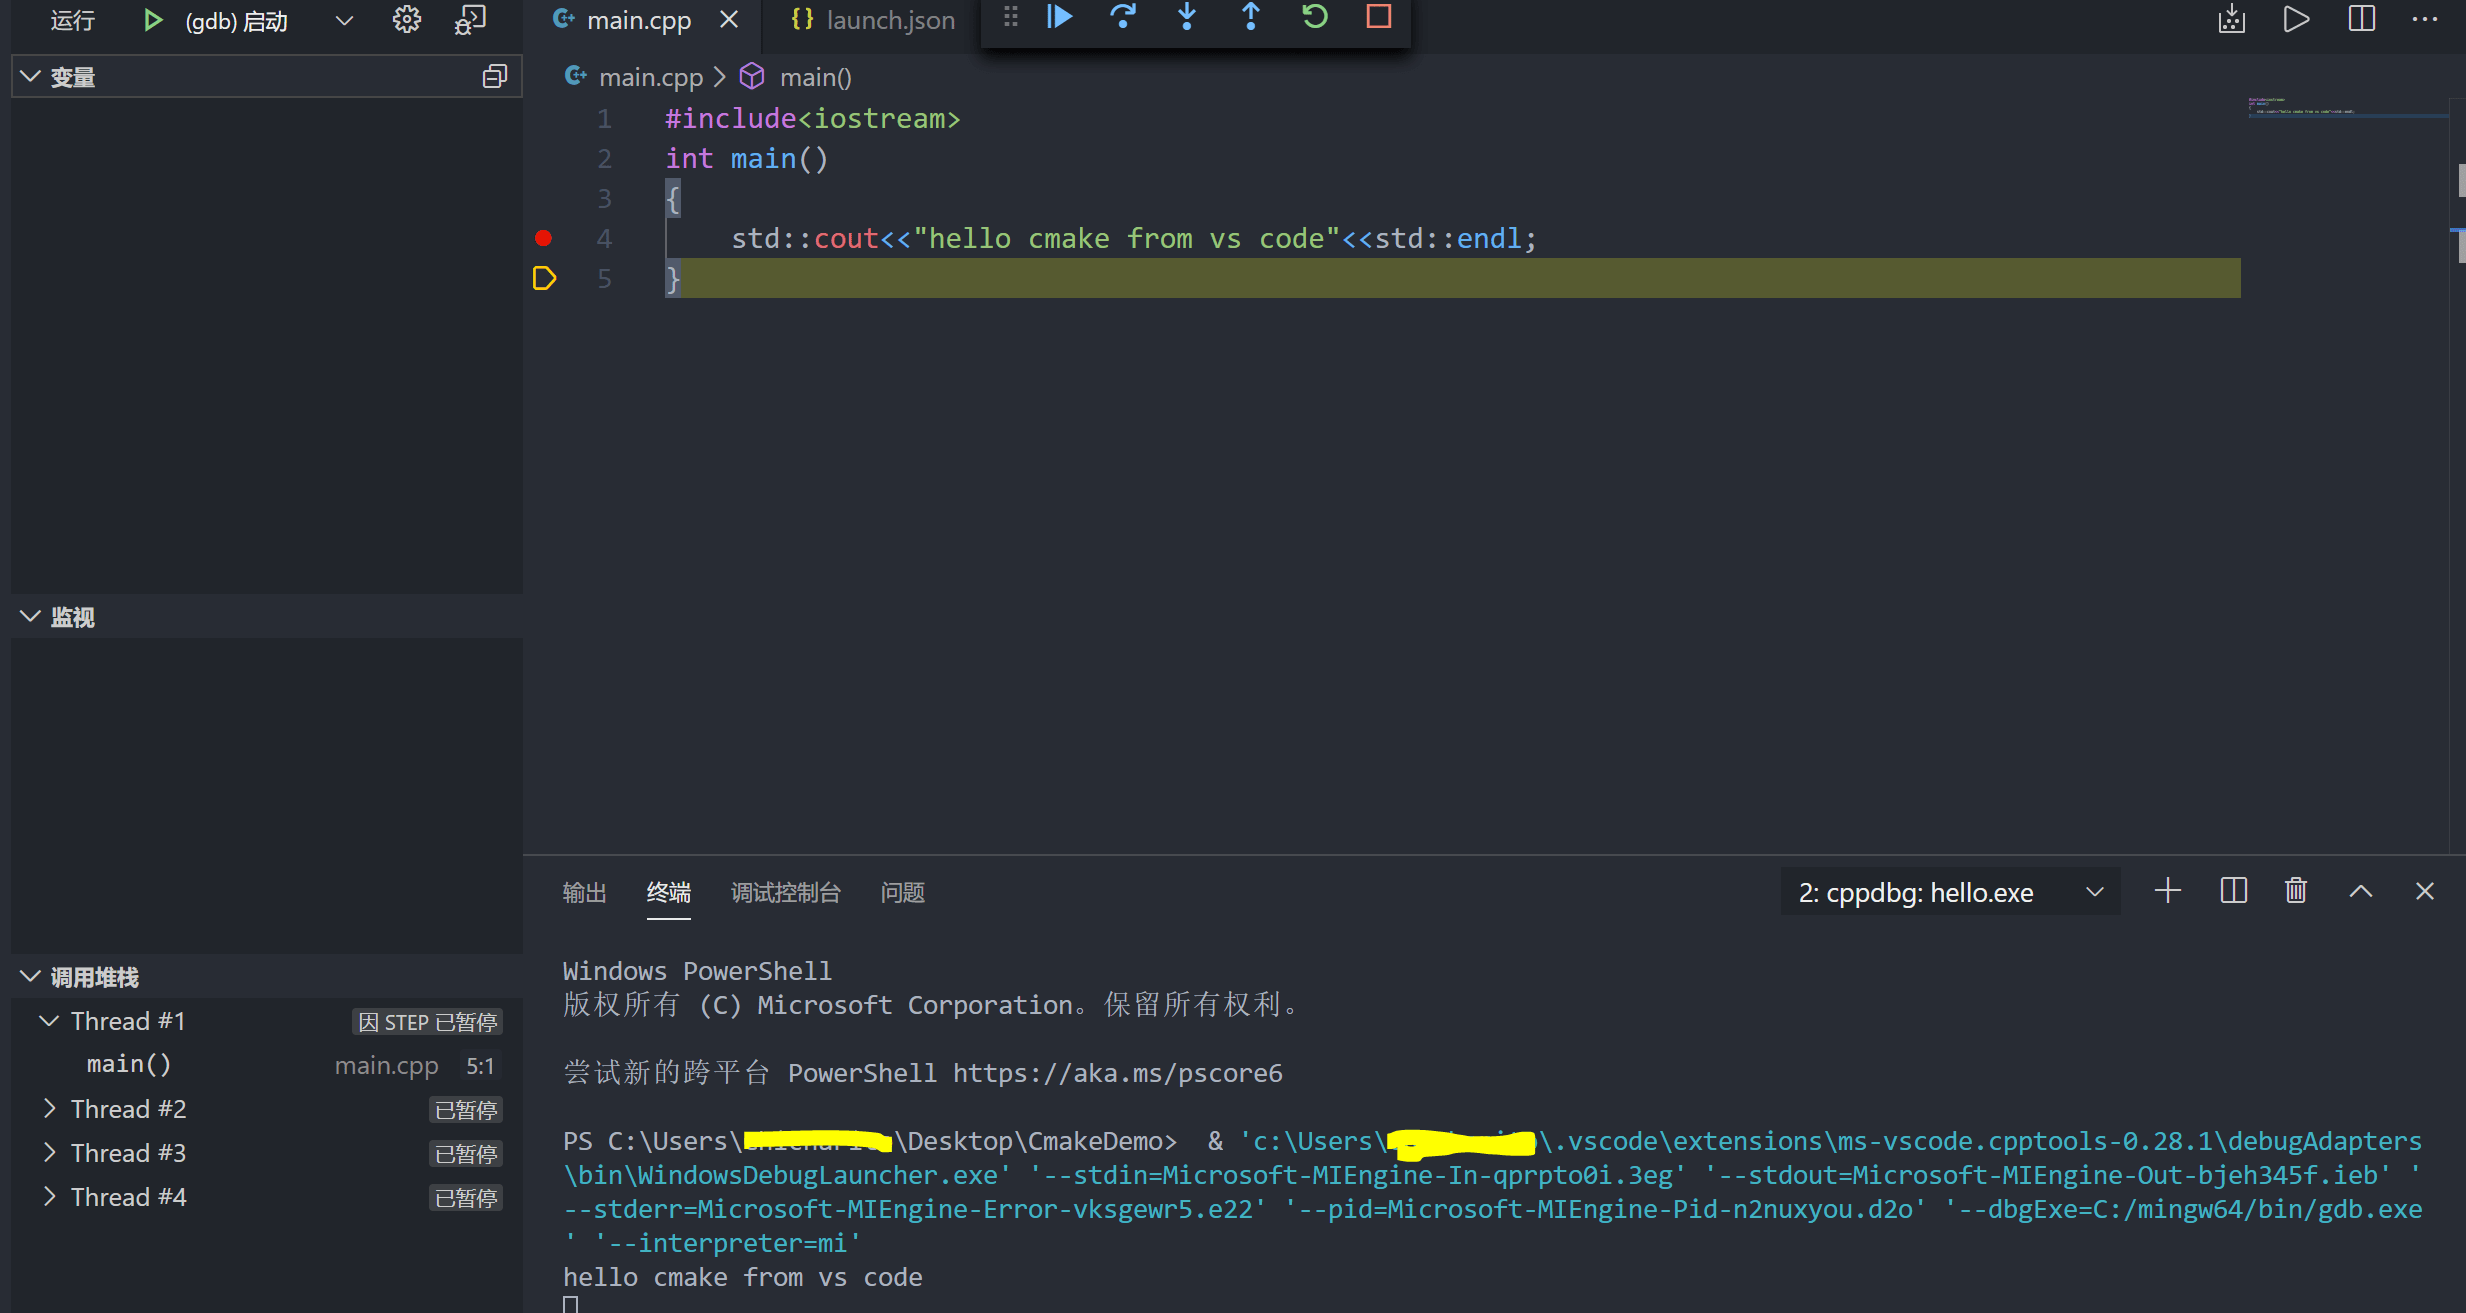 运行 (gdb) 启动
main.cpp
{} launch.json
变量
main.cpp > main()
1 #include<iostream>
2 int main()
3 {
4 std::cout<<"hello cmake from vs code"<<std::endl;
5 }
监视
调用堆栈
Thread #1 因 STEP 已暂停
main() main.cpp 5:1
Thread #2 已暂停
Thread #3 已暂停
Thread #4 已暂停
输出 终端 调试控制台 问题 2: cppdbg: hello.exe
Windows PowerShell
版权所有 (C) Microsoft Corporation。保留所有权利。
尝试新的跨平台 PowerShell https://aka.ms/pscore6
PS C:\Users\ \Desktop\CmakeDemo> & 'c:\Users\ \.vscode\extensions\ms-vscode.cpptools-0.28.1\debugAdapters
\bin\WindowsDebugLauncher.exe' '--stdin=Microsoft-MIEngine-In-qprpto0i.3eg' '--stdout=Microsoft-MIEngine-Out-bjeh345f.ieb' '
--stderr=Microsoft-MIEngine-Error-vksgewr5.e22' '--pid=Microsoft-MIEngine-Pid-n2nuxyou.d2o' '--dbgExe=C:/mingw64/bin/gdb.exe
' '--interpreter=mi'
hello cmake from vs code